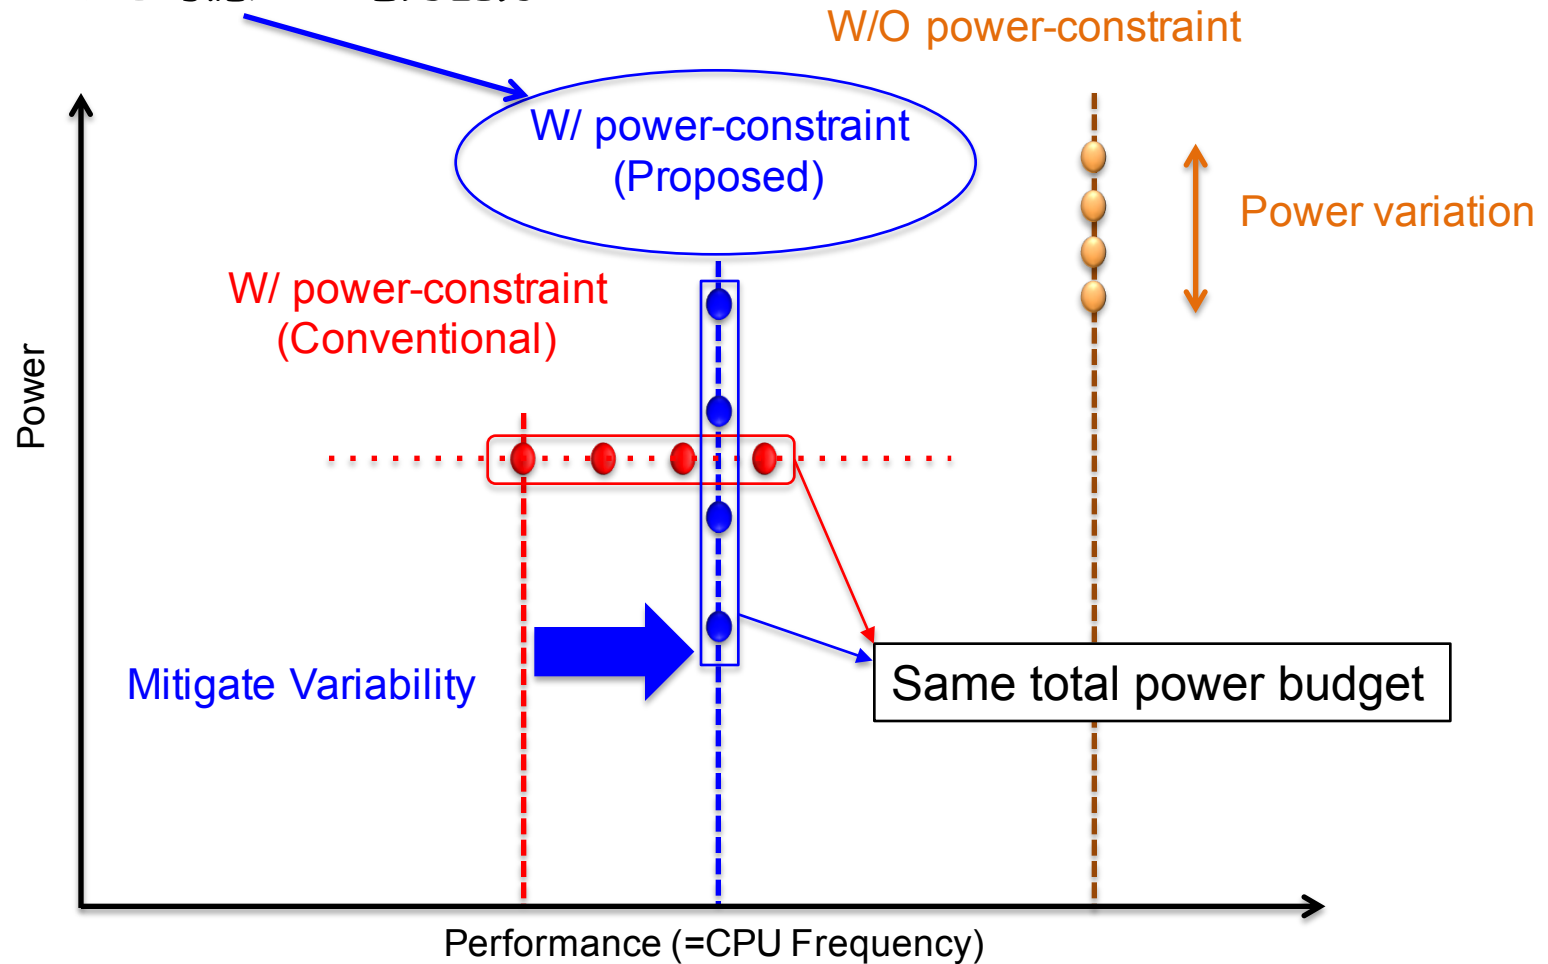 W/O power-constraint
W/ power-constraint
(Proposed)
Power variation
W/ power-constraint
(Conventional)
Power
Mitigate Variability
Same total power budget
Performance (=CPU Frequency)